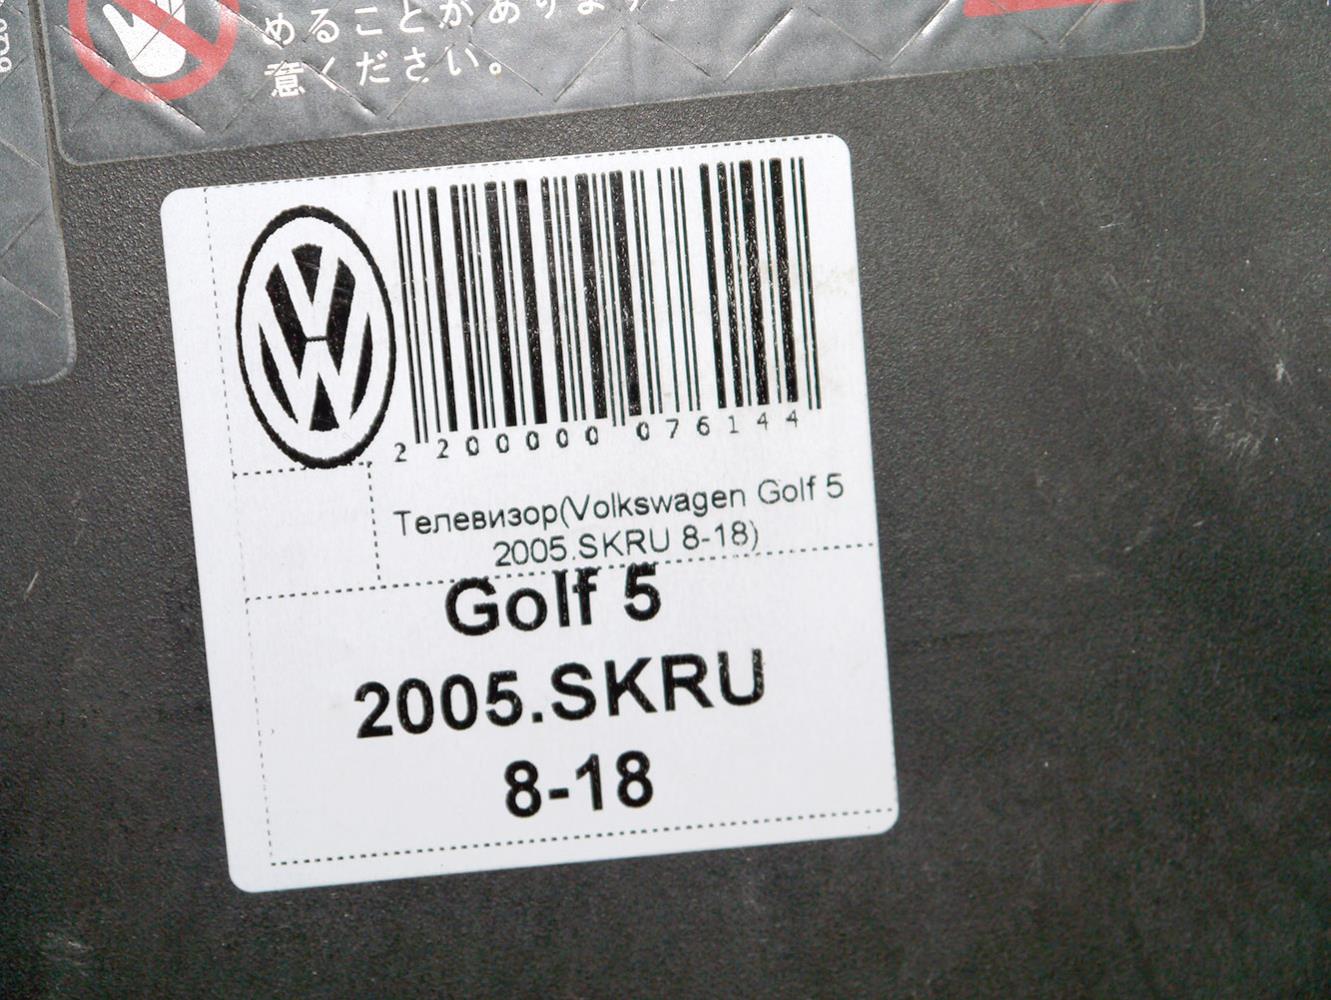 めることがあります
意ください。
2 200000 076144
Телевизор(Volkswagen Golf 5
2005.SKRU 8-18)
Golf 5
2005.SKRU
8-18